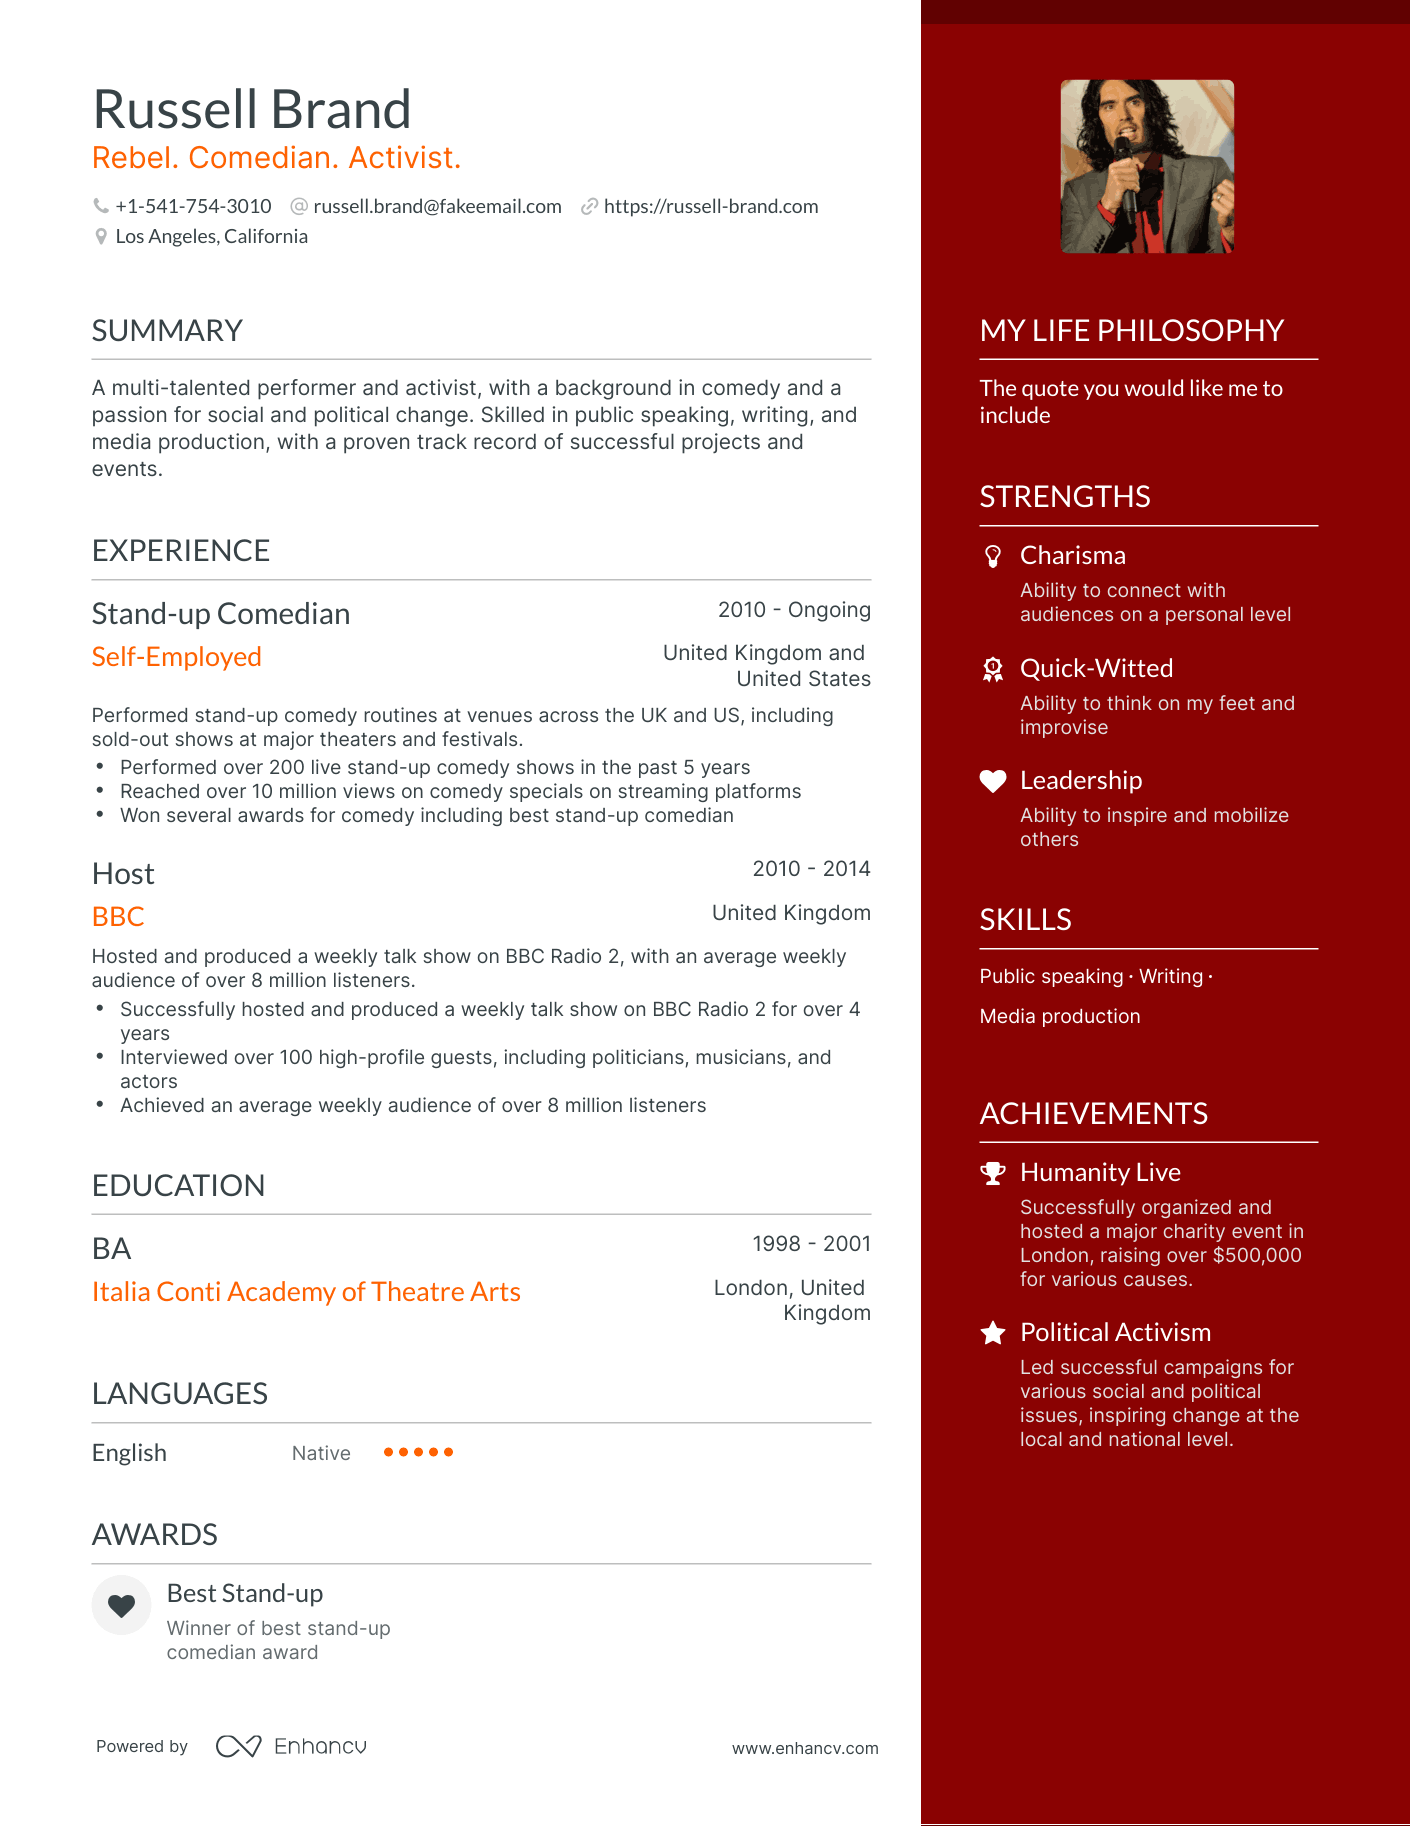 Russell Brand
Rebel. Comedian. Activist.
+1-541-754-3010 russell.brand@fakeemail.com https://russell-brand.com
Los Angeles, California
SUMMARY
A multi-talented performer and activist, with a background in comedy and a
passion for social and political change. Skilled in public speaking, writing, and
media production, with a proven track record of successful projects and
events.
EXPERIENCE
Stand-up Comedian
2010 - Ongoing
Self-Employed
United Kingdom and
United States
Performed stand-up comedy routines at venues across the UK and US, including
sold-out shows at major theaters and festivals.
• Performed over 200 live stand-up comedy shows in the past 5 years
• Reached over 10 million views on comedy specials on streaming platforms
• Won several awards for comedy including best stand-up comedian
Host
2010 - 2014
BBC
United Kingdom
Hosted and produced a weekly talk show on BBC Radio 2, with an average weekly
audience of over 8 million listeners.
• Successfully hosted and produced a weekly talk show on BBC Radio 2 for over 4
years
• Interviewed over 100 high-profile guests, including politicians, musicians, and
actors
• Achieved an average weekly audience of over 8 million listeners
EDUCATION
BA
1998 - 2001
Italia Conti Academy of Theatre Arts
London, United
Kingdom
LANGUAGES
English Native
AWARDS
Best Stand-up
Winner of best stand-up
comedian award
Powered by Enhancv
www.enhancv.com
MY LIFE PHILOSOPHY
The quote you would like me to
include
STRENGTHS
Charisma
Ability to connect with
audiences on a personal level
Quick-Witted
Ability to think on my feet and
improvise
Leadership
Ability to inspire and mobilize
others
SKILLS
Public speaking · Writing ·
Media production
ACHIEVEMENTS
Humanity Live
Successfully organized and
hosted a major charity event in
London, raising over $500,000
for various causes.
Political Activism
Led successful campaigns for
various social and political
issues, inspiring change at the
local and national level.